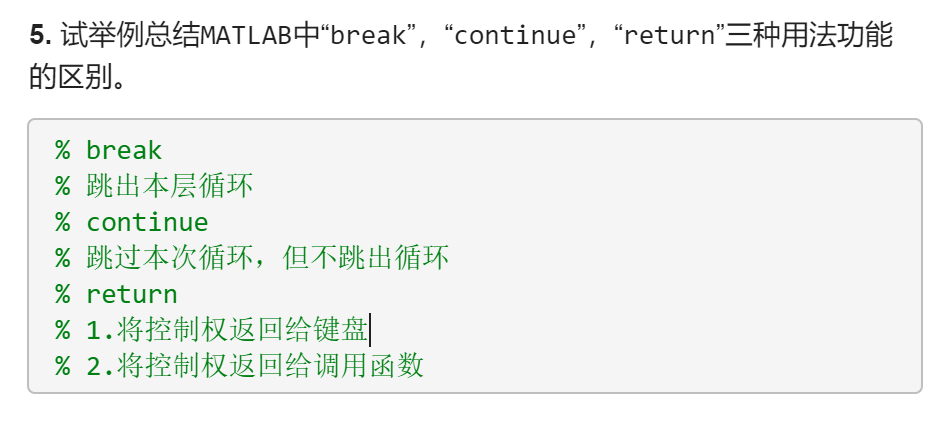 5. 试举例总结MATLAB中“break”，“continue”，“return”三种用法功能
的区别。
% break
% 跳出本层循环
% continue
% 跳过本次循环，但不跳出循环
% return
% 1.将控制权返回给键盘
% 2.将控制权返回给调用函数